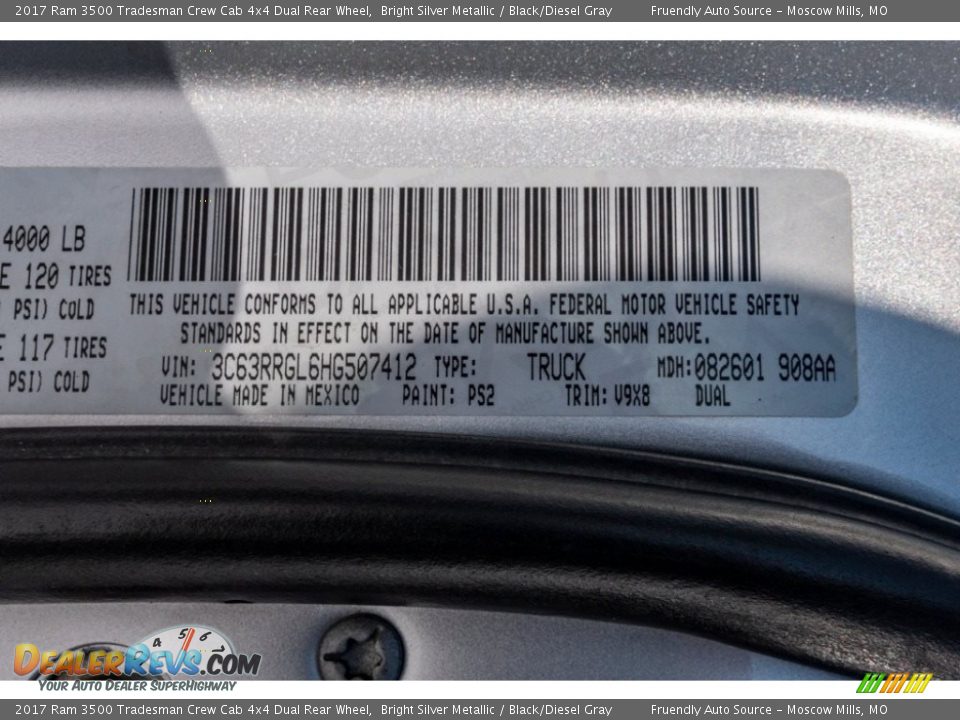 2017 Ram 3500 Tradesman Crew Cab 4x4 Dual Rear Wheel, Bright Silver Metallic / Black/Diesel Gray Fruendly Auto Source – Moscow Mills, MO
4000 LB
E 120 TIRES
PSI) COLD
E 117 TIRES
PSI) COLD
THIS VEHICLE CONFORMS TO ALL APPLICABLE U.S.A. FEDERAL MOTOR VEHICLE SAFETY
STANDARDS IN EFFECT ON THE DATE OF MANUFACTURE SHOWN ABOVE.
VIN: 3C63RRGL6HG507412 TYPE: TRUCK MDH:082601 908AA
VEHICLE MADE IN MEXICO PAINT: PS2 TRIM: V9X8 DUAL
4 5 6
DealerRevs.com
Your Auto Dealer SuperHighway
2017 Ram 3500 Tradesman Crew Cab 4x4 Dual Rear Wheel, Bright Silver Metallic / Black/Diesel Gray Fruendly Auto Source – Moscow Mills, MO